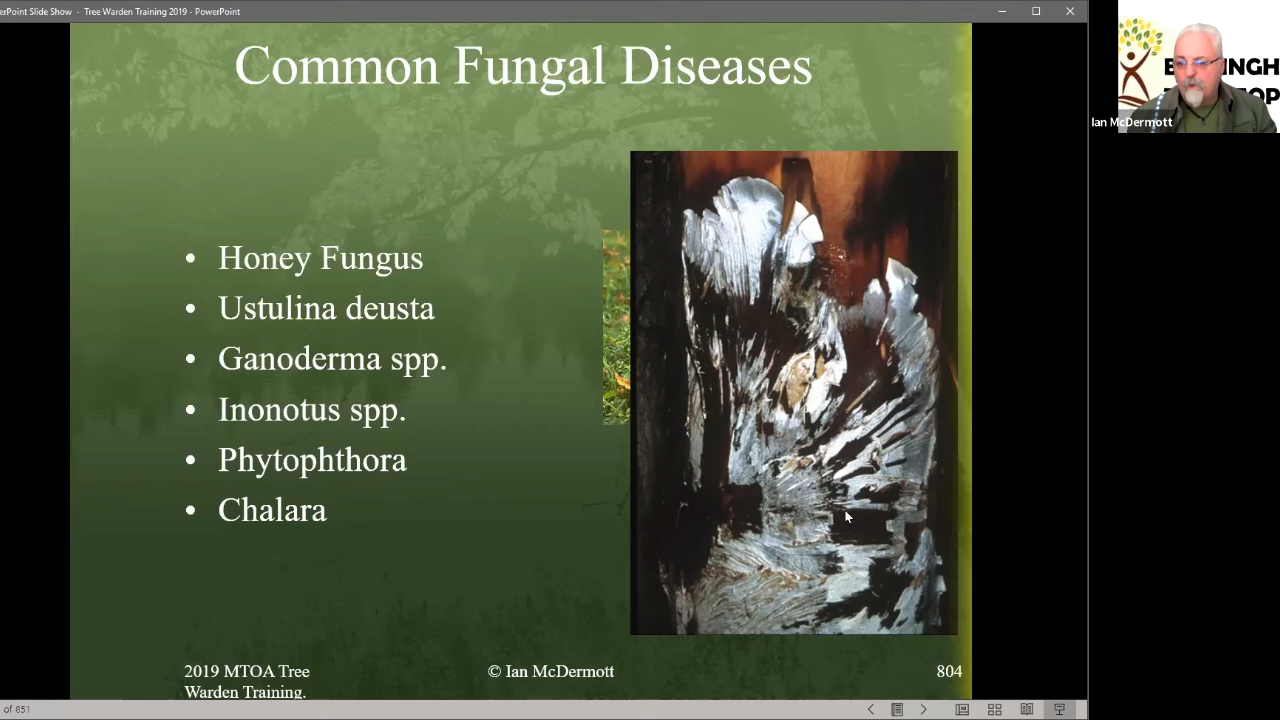 erPoint Slide Show - Tree Warden Training 2019 - PowerPoint
Common Fungal Diseases
• Honey Fungus
• Ustulina deusta
• Ganoderma spp.
• Inonotus spp.
• Phytophthora
• Chalara
2019 MTOA Tree
Warden Training.
© Ian McDermott
804
of 851
INGH
Ian McDermott